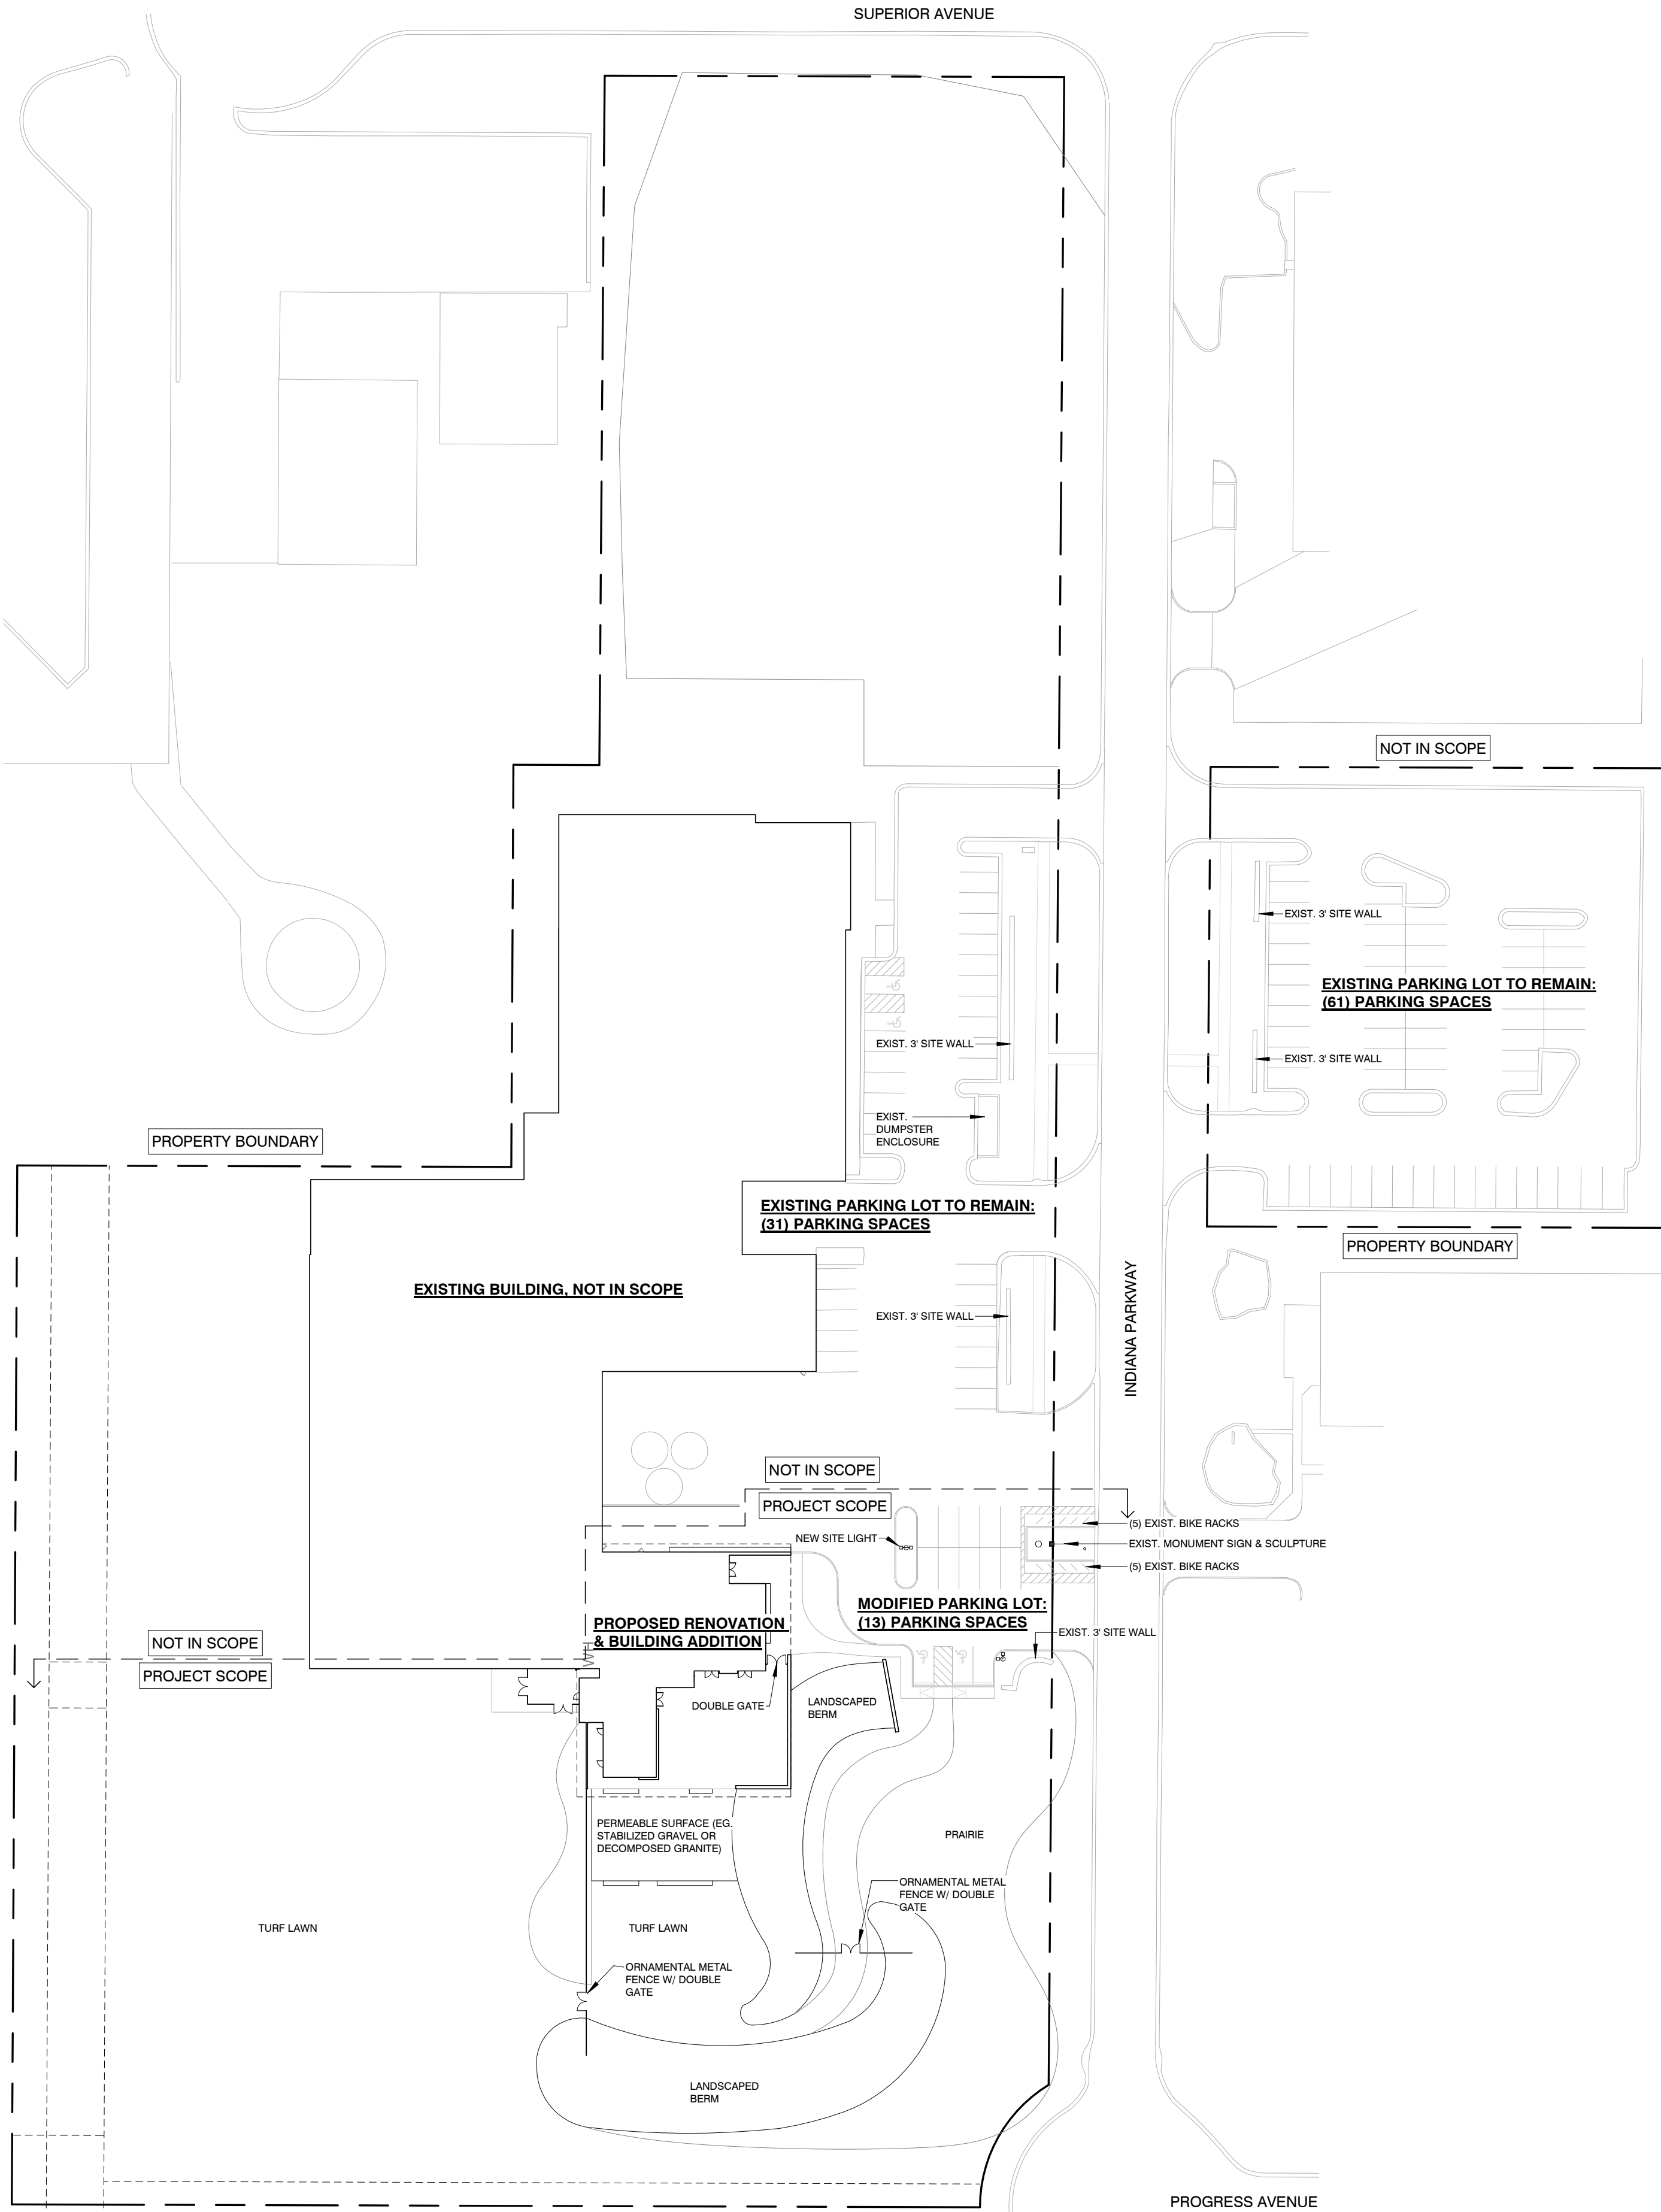 SUPERIOR AVENUE
NOT IN SCOPE
EXIST. 3' SITE WALL
EXISTING PARKING LOT TO REMAIN:
(61) PARKING SPACES
EXIST. 3' SITE WALL
EXIST. 3' SITE WALL
EXIST.
DUMPSTER
ENCLOSURE
PROPERTY BOUNDARY
EXISTING PARKING LOT TO REMAIN:
(31) PARKING SPACES
PROPERTY BOUNDARY
EXISTING BUILDING, NOT IN SCOPE
EXIST. 3' SITE WALL
INDIANA PARKWAY
NOT IN SCOPE
PROJECT SCOPE
(5) EXIST. BIKE RACKS
NEW SITE LIGHT
EXIST. MONUMENT SIGN & SCULPTURE
(5) EXIST. BIKE RACKS
MODIFIED PARKING LOT:
(13) PARKING SPACES
PROPOSED RENOVATION
& BUILDING ADDITION
EXIST. 3' SITE WALL
NOT IN SCOPE
PROJECT SCOPE
DOUBLE GATE
LANDSCAPED
BERM
PERMEABLE SURFACE (EG.
STABILIZED GRAVEL OR
DECOMPOSED GRANITE)
PRAIRIE
ORNAMENTAL METAL
FENCE W/ DOUBLE
GATE
TURF LAWN
TURF LAWN
ORNAMENTAL METAL
FENCE W/ DOUBLE
GATE
LANDSCAPED
BERM
PROGRESS AVENUE